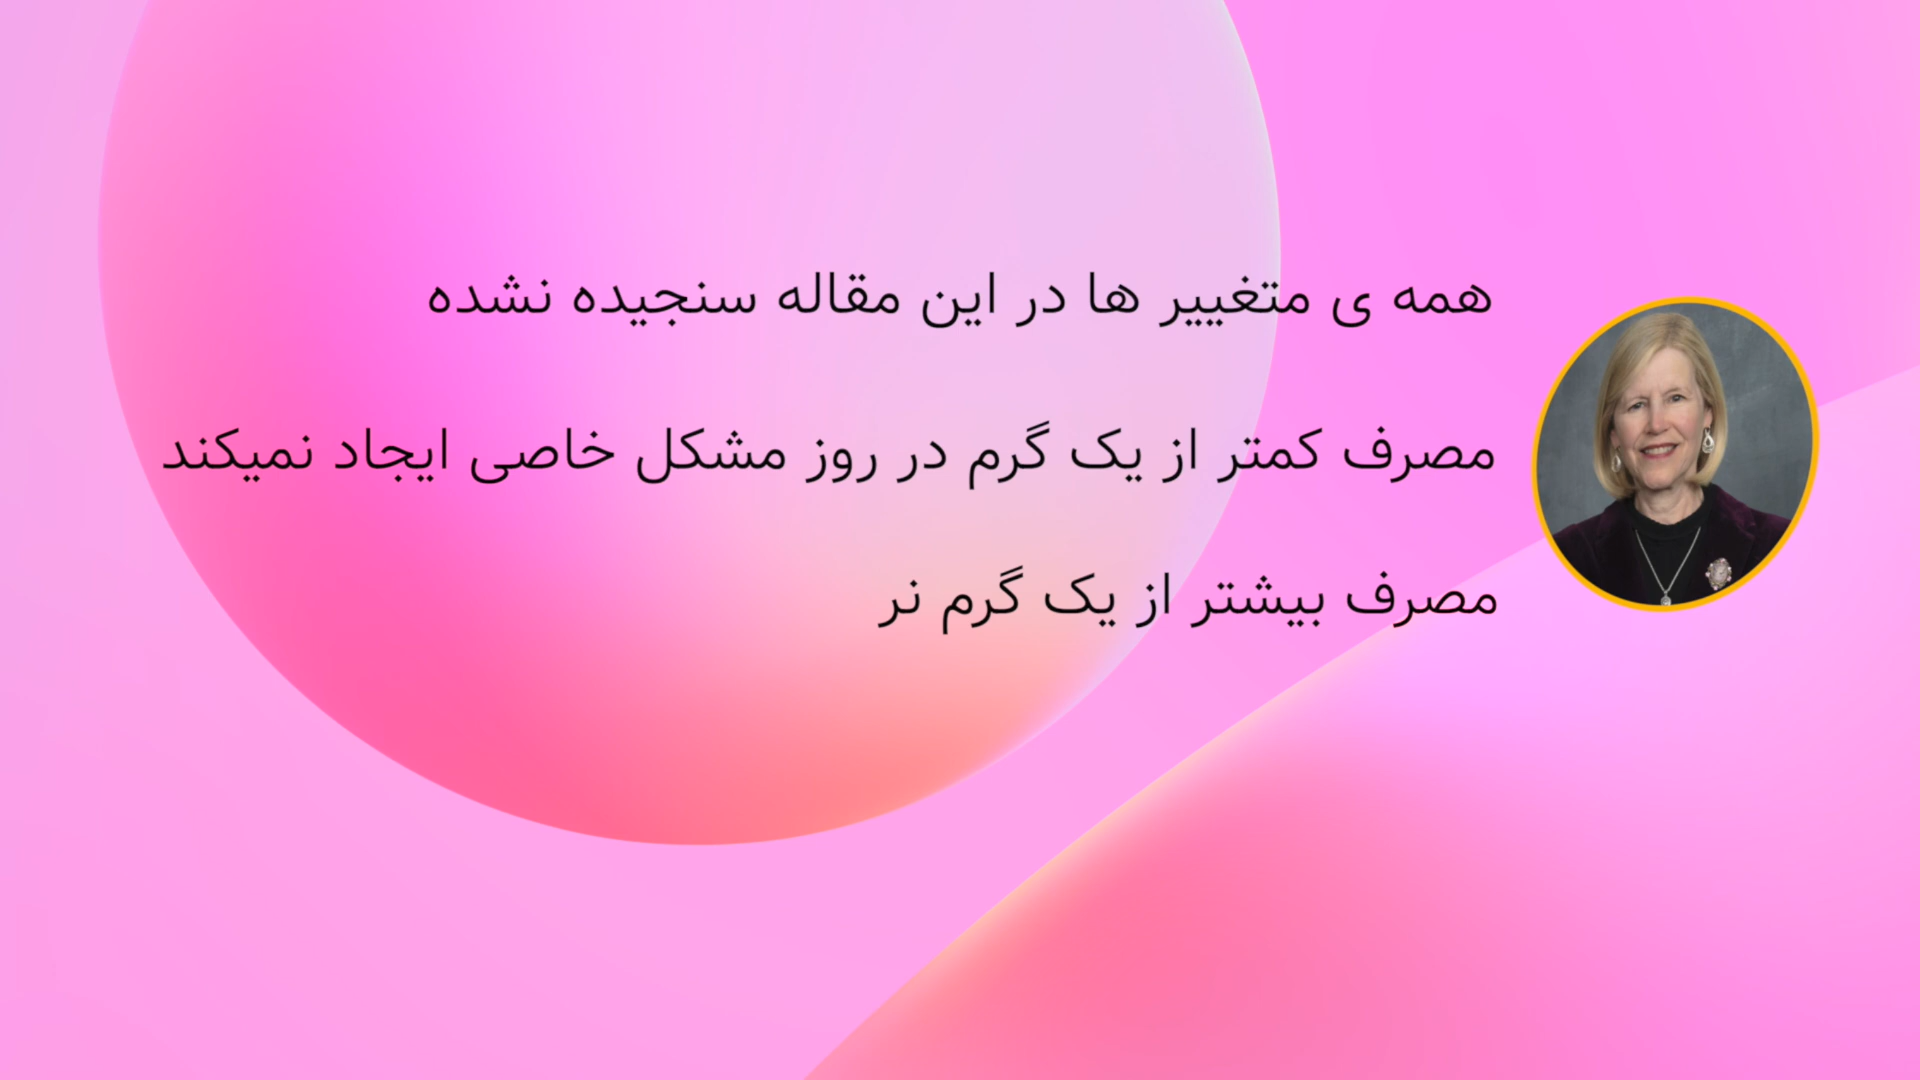 همه ی متغییر ها در این مقاله سنجیده نشده
مصرف کمتر از یک گرم در روز مشکل خاصی ایجاد نمیکند
مصرف بیشتر از یک گرم نر